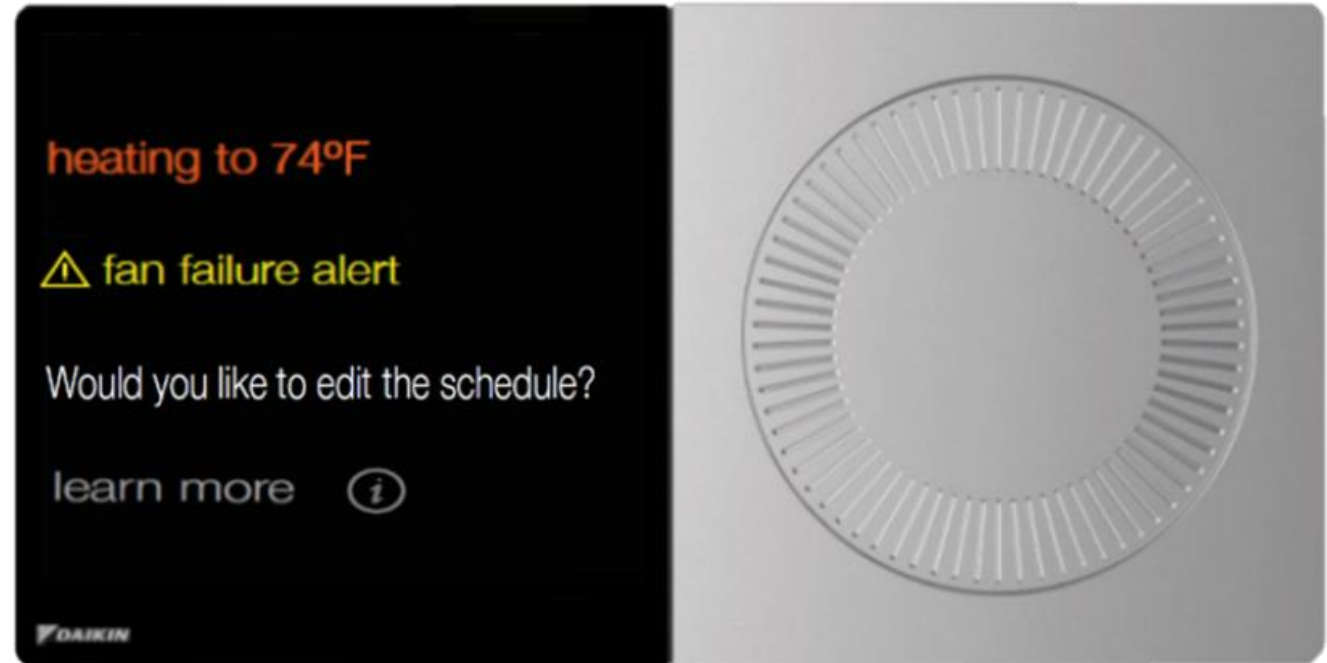 heating to 74ºF
fan failure alert
Would you like to edit the schedule?
learn more i
DAIKIN